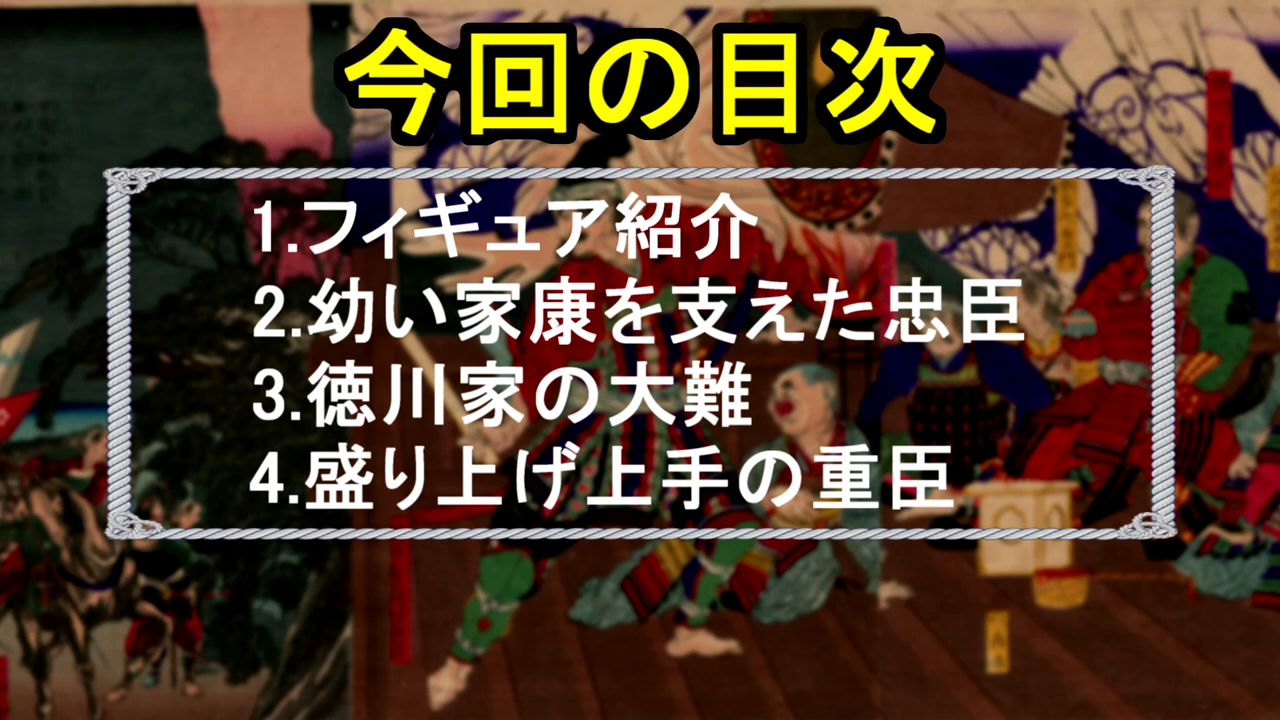 今回の目次
1.フィギュア紹介
2.幼い家康を支えた忠臣
3.徳川家の大難
4.盛り上げ上手の重臣